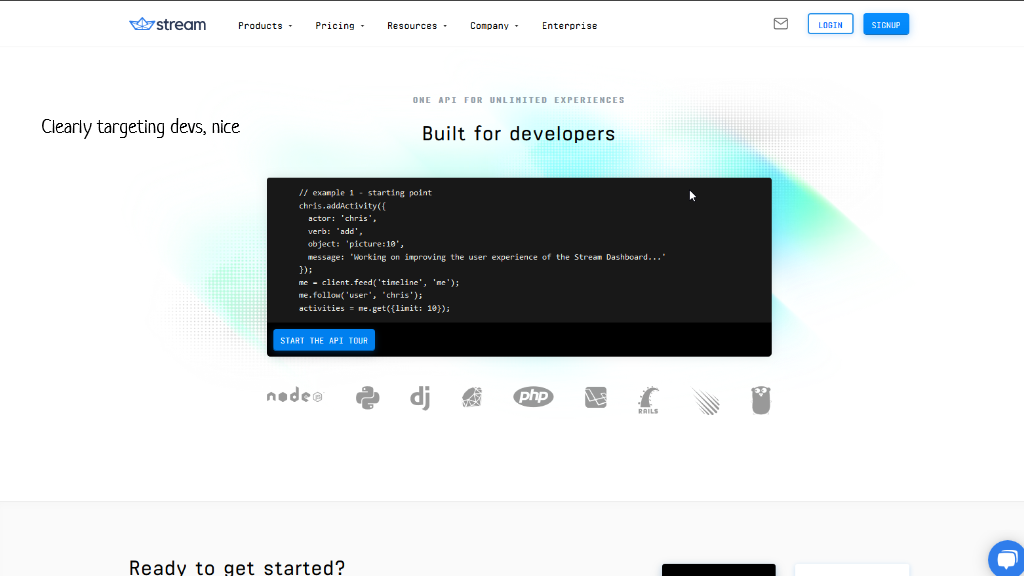 stream
Products
Pricing
Resources
Company
Enterprise
LOGIN
SIGNUP
ONE API FOR UNLIMITED EXPERIENCES
Clearly targeting devs, nice
Built for developers
// example 1 - starting point
chris.addActivity({
actor: 'chris',
verb: 'add',
object: 'picture:10',
message: 'Working on improving the user experience of the Stream Dashboard...'
});
me = client.feed('timeline', 'me');
me.follow('user', 'chris');
activities = me.get({limit: 10});
START THE API TOUR
node JS
dj
php
RAILS
Ready to get started?